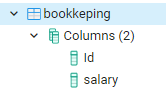 bookkeping
Columns (2)
Id
salary